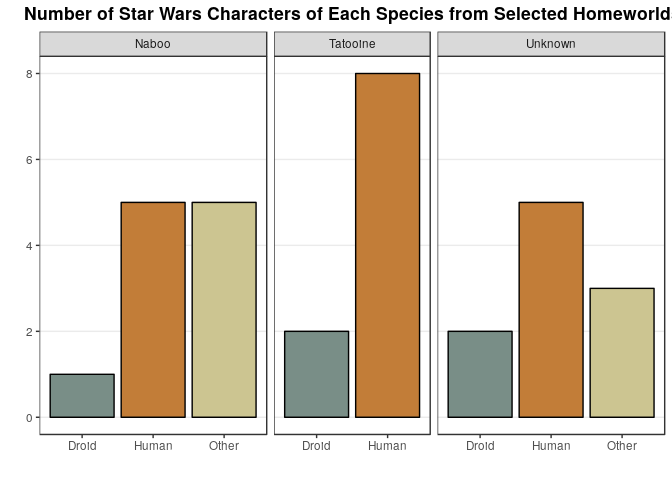 Number of Star Wars Characters of Each Species from Selected Homeworld
Naboo Tatooine Unknown
8
6
4
2
0
Droid Human Other Droid Human Droid Human Other